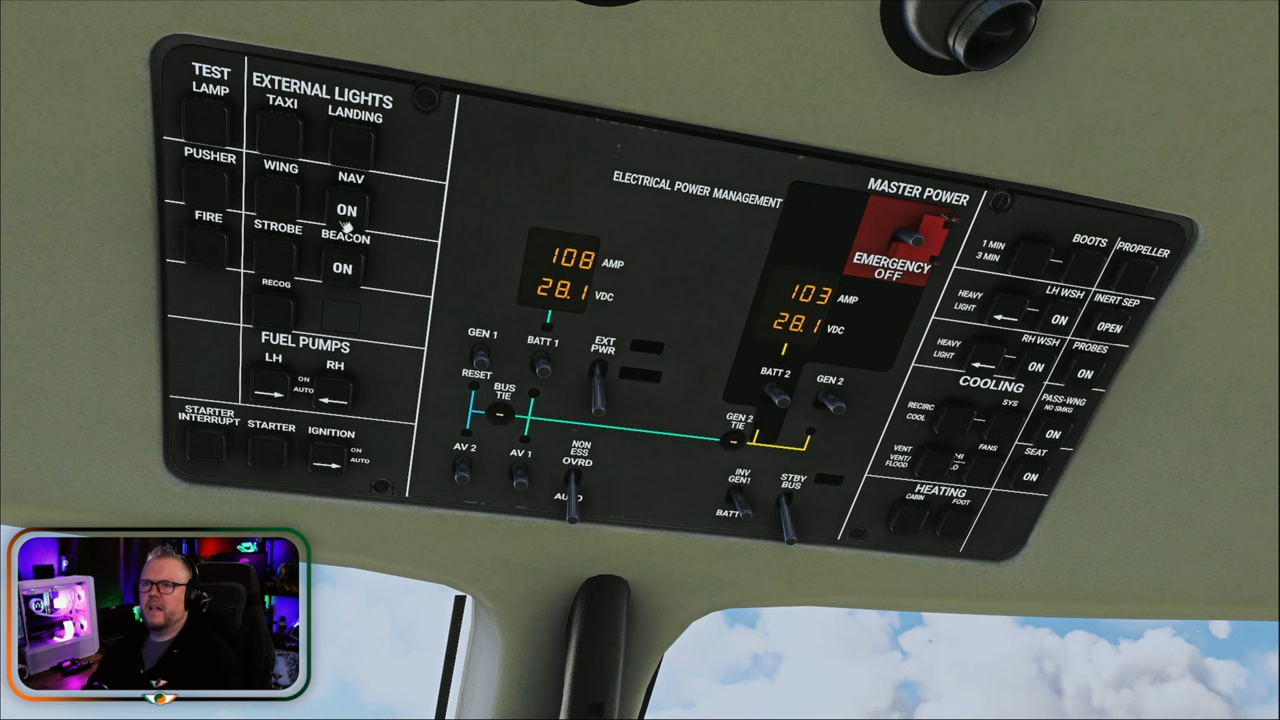 TEST
LAMP
PUSHER
FIRE
EXTERNAL LIGHTS
TAXI
LANDING
WING
NAV
ON
STROBE
BEACON
ON
RECOG
FUEL PUMPS
LH
RH
ON
AUTO
STARTER
INTERRUPT
STARTER
IGNITION
ON
AUTO
ELECTRICAL POWER MANAGEMENT
MASTER POWER
EMERGENCY
OFF
108 AMP
28.1 VDC
103 AMP
28.1 VDC
GEN 1
RESET
BATT 1
EXT
PWR
BATT 2
GEN 2
BUS
TIE
GEN 2
TIE
AV 2
AV 1
NON
ESS
OVRD
INV
GEN1
BATT
STBY
BUS
1 MIN
3 MIN
BOOTS
PROPELLER
HEAVY
LIGHT
LH WSH
ON
INERT SEP
OPEN
HEAVY
LIGHT
RH WSH
ON
PROBES
ON
COOLING
RECIRC
COOL
SYS
PASS-WNG
NO SMKG
ON
VENT
VENT/
FLOOD
FANS
SEAT
ON
HEATING
CABIN
FOOT